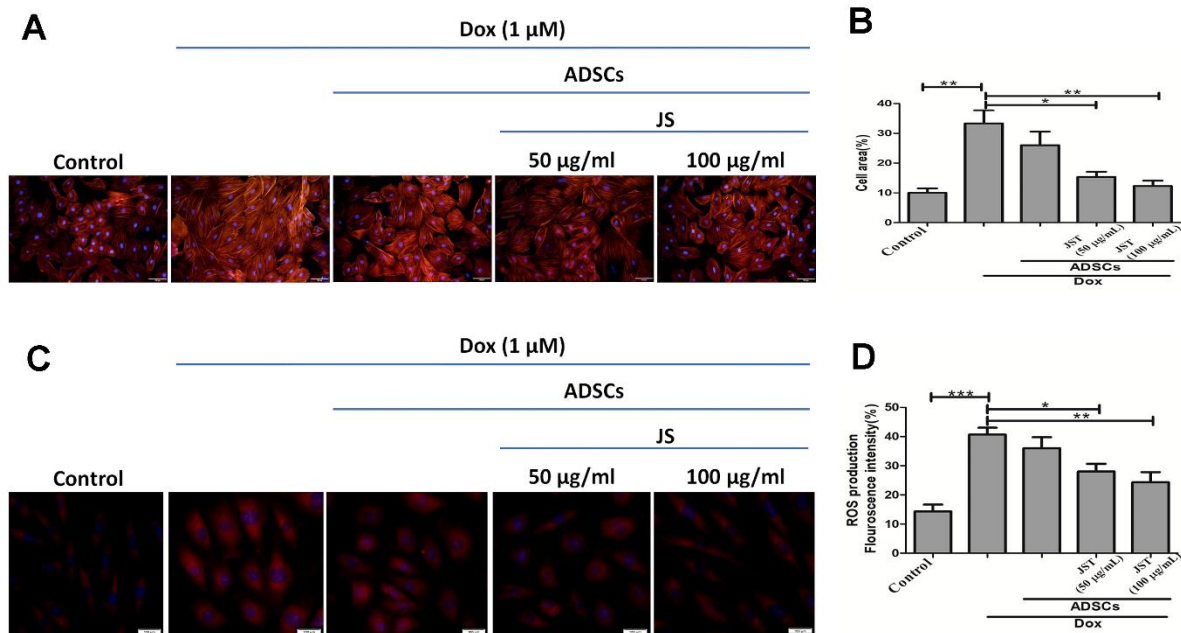 A
Dox (1 µM)
ADSCs
JS
Control
50 µg/ml
100 µg/ml
B
**
**
*
Cell area(%)
40
30
20
10
0
Control
JST
(50 µg/mL)
JST
(100 µg/mL)
ADSCs
Dox
C
Dox (1 µM)
ADSCs
JS
Control
50 µg/ml
100 µg/ml
D
***
*
**
ROS production
Flouroscence intensity(%)
50
40
30
20
10
0
Control
JST
(50 µg/mL)
JST
(100 µg/mL)
ADSCs
Dox